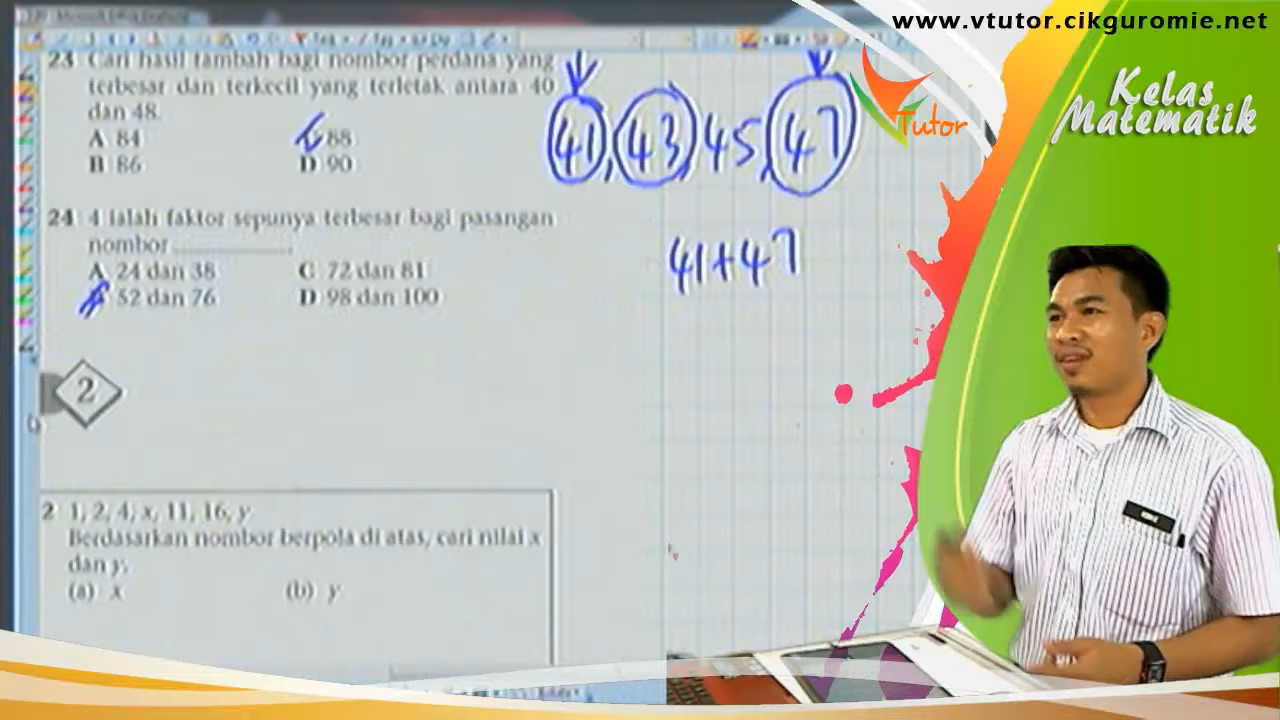 www.vtutor.cikguromie.net
Kelas
Matematik
Tutor
23 Cari hasil tambah bagi nombor perdana yang
terbesar dan terkecil yang terletak antara 40
dan 48.
A 84
88
B 86
D 90
41, 43, 45, 47
41+47
24 4 ialah faktor sepunya terbesar bagi pasangan
nombor ____________.
A 24 dan 38
C 72 dan 81
52 dan 76
D 98 dan 100
2
2 1, 2, 4, x, 11, 16, y
Berdasarkan nombor berpola di atas, cari nilai x
dan y.
(a) x
(b) y